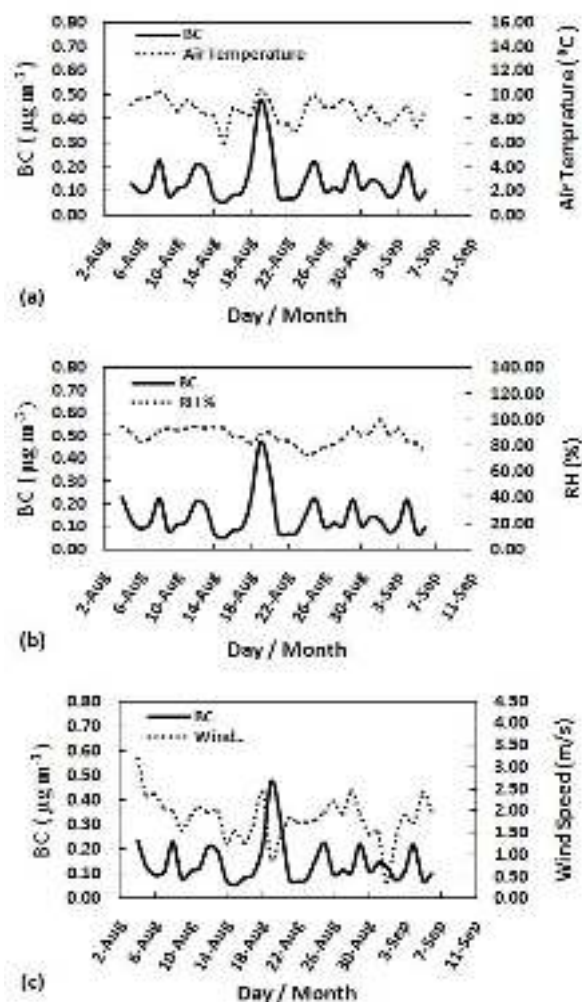 0.80
0.70
0.60
0.50
0.40
0.30
0.20
0.10
0.00
BC ( µg m⁻³)
BC
Air Temperature
16.00
14.00
12.00
10.00
8.00
6.00
4.00
2.00
0.00
Air Temprature ( °C)
2-Aug
6-Aug
10-Aug
14-Aug
18-Aug
22-Aug
26-Aug
30-Aug
3-Sep
7-Sep
11-Sep
(a)
Day / Month
0.80
0.70
0.60
0.50
0.40
0.30
0.20
0.10
0.00
BC ( µg m⁻³)
BC
RH %
140.00
120.00
100.00
80.00
60.00
40.00
20.00
0.00
RH (%)
2-Aug
6-Aug
10-Aug
14-Aug
18-Aug
22-Aug
26-Aug
30-Aug
3-Sep
7-Sep
11-Sep
(b)
Day / Month
0.80
0.70
0.60
0.50
0.40
0.30
0.20
0.10
0.00
BC ( µg m⁻³)
BC
Wind..
4.50
4.00
3.50
3.00
2.50
2.00
1.50
1.00
0.50
0.00
Wind Speed (m/s)
2-Aug
6-Aug
10-Aug
14-Aug
18-Aug
22-Aug
26-Aug
30-Aug
3-Sep
7-Sep
11-Sep
(c)
Day / Month